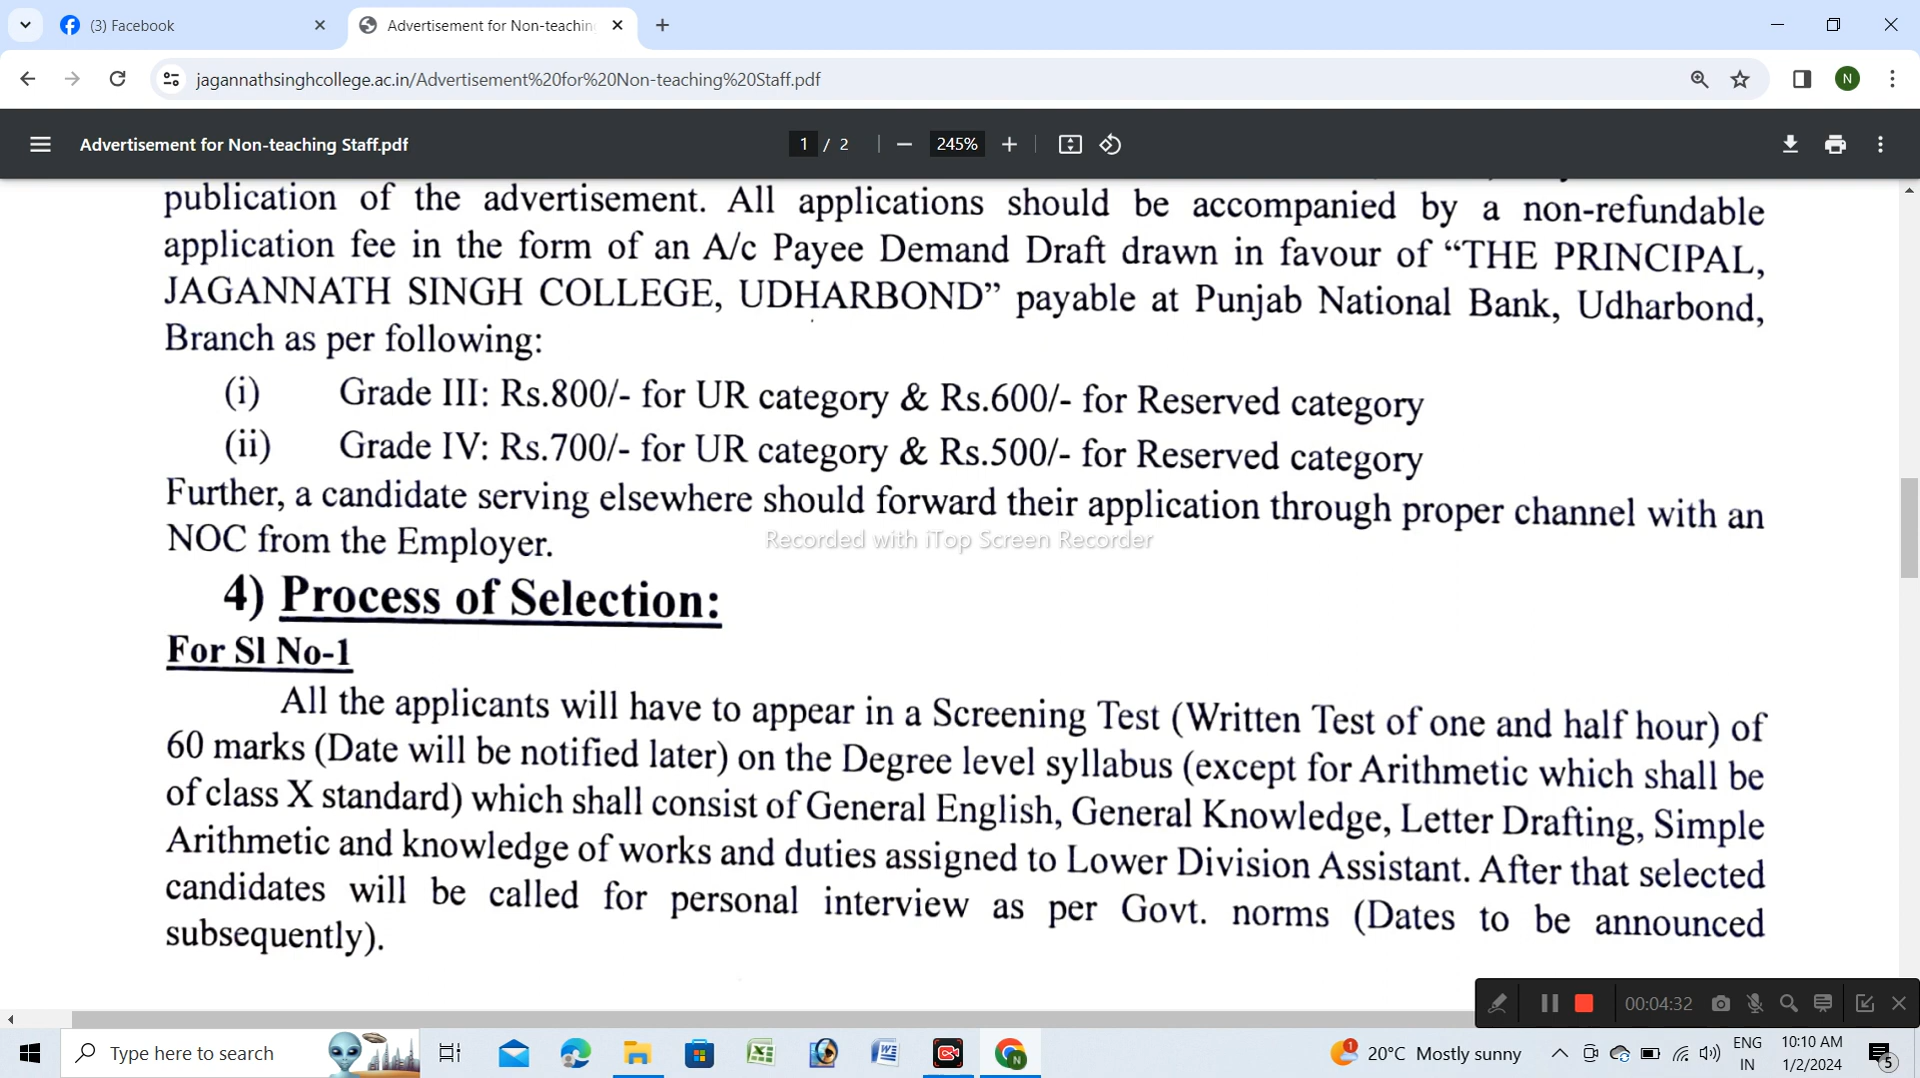 (3) Facebook
Advertisement for Non-teachin
jagannathsinghcollege.ac.in/Advertisement%20for%20Non-teaching%20Staff.pdf
N
Advertisement for Non-teaching Staff.pdf
1 / 2
245%
publication of the advertisement. All applications should be accompanied by a non-refundable
application fee in the form of an A/c Payee Demand Draft drawn in favour of “THE PRINCIPAL,
JAGANNATH SINGH COLLEGE, UDHARBOND” payable at Punjab National Bank, Udharbond,
Branch as per following:
(i) Grade III: Rs.800/- for UR category & Rs.600/- for Reserved category
(ii) Grade IV: Rs.700/- for UR category & Rs.500/- for Reserved category
Further, a candidate serving elsewhere should forward their application through proper channel with an
NOC from the Employer.
Recorded with iTop Screen Recorder
4) Process of Selection:
For Sl No-1
All the applicants will have to appear in a Screening Test (Written Test of one and half hour) of
60 marks (Date will be notified later) on the Degree level syllabus (except for Arithmetic which shall be
of class X standard) which shall consist of General English, General Knowledge, Letter Drafting, Simple
Arithmetic and knowledge of works and duties assigned to Lower Division Assistant. After that selected
candidates will be called for personal interview as per Govt. norms (Dates to be announced
subsequently).
00:04:32
Type here to search
N
1
20°C Mostly sunny
ENG
IN
10:10 AM
1/2/2024
5